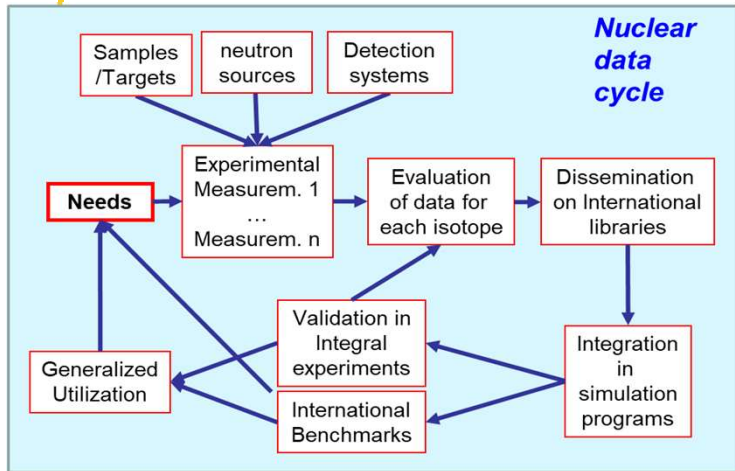 Nuclear
data
cycle
Samples
/Targets
neutron
sources
Detection
systems
Needs
Experimental
Measurem. 1
...
Measurem. n
Evaluation
of data for
each isotope
Dissemination
on International
libraries
Generalized
Utilization
Validation in
Integral
experiments
International
Benchmarks
Integration
in
simulation
programs